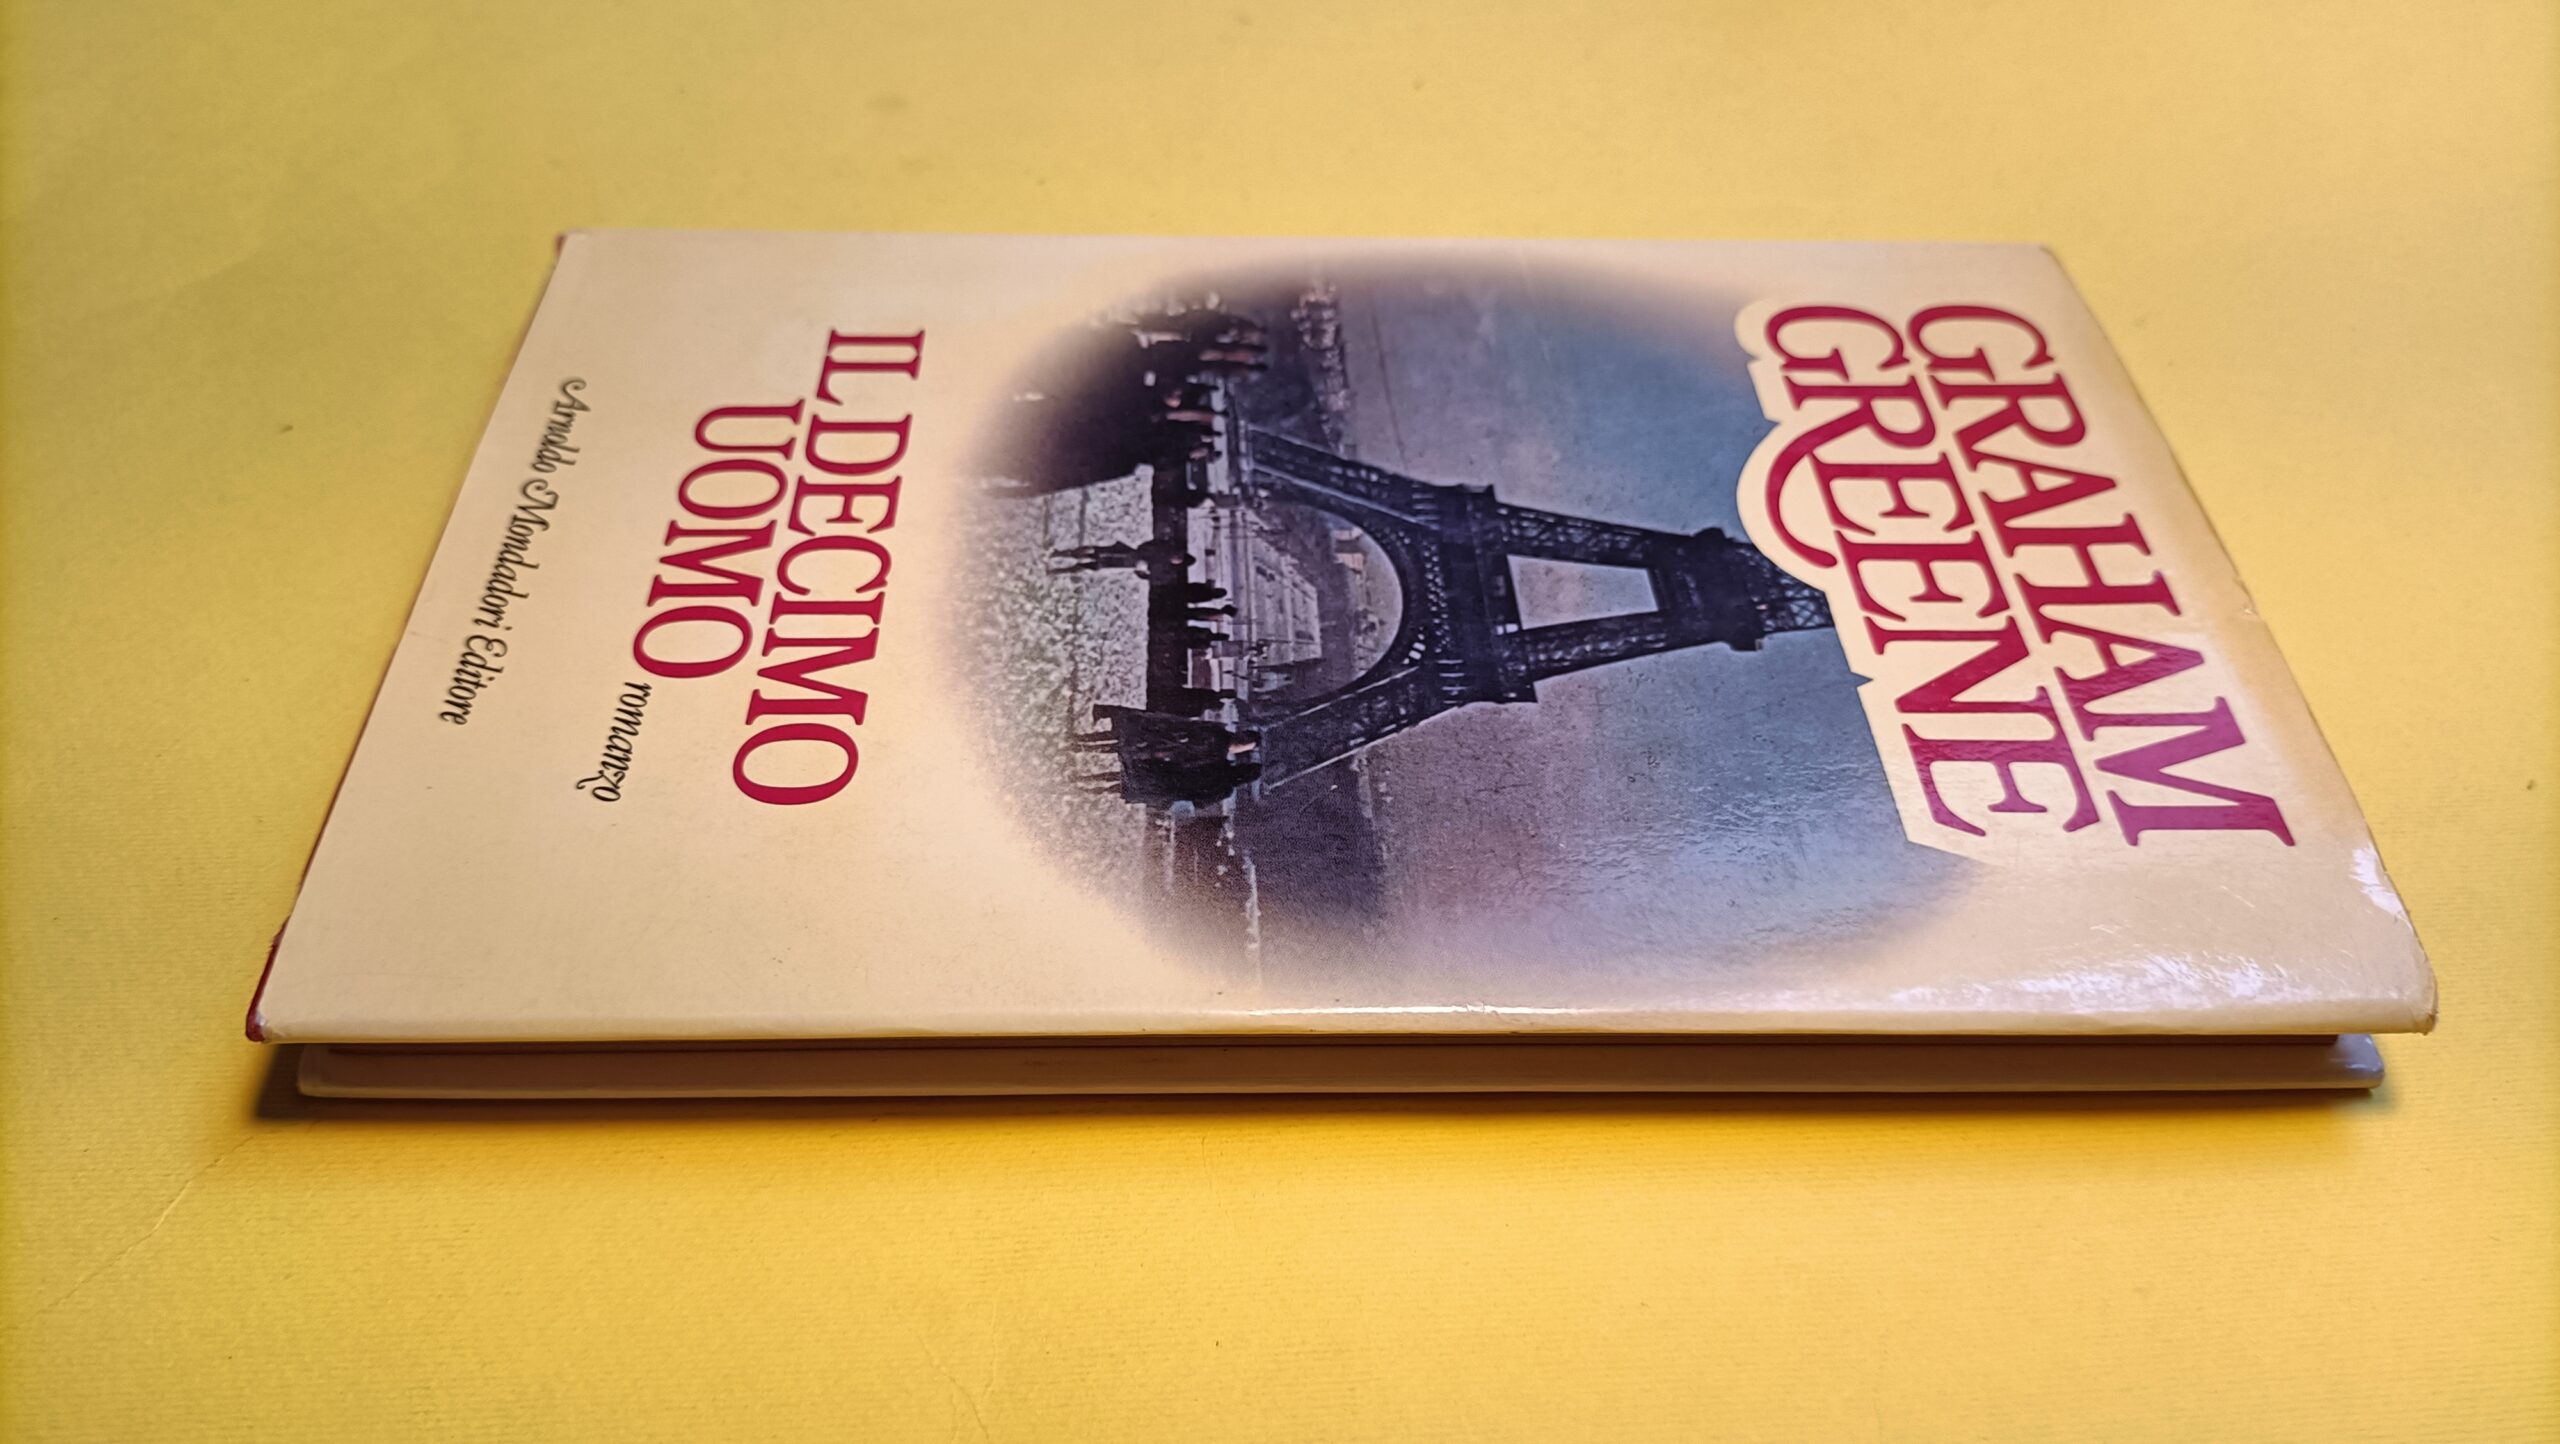 GRAHAM
GREENE
IL DECIMO
UOMO
romanzo
Arnoldo Mondadori Editore